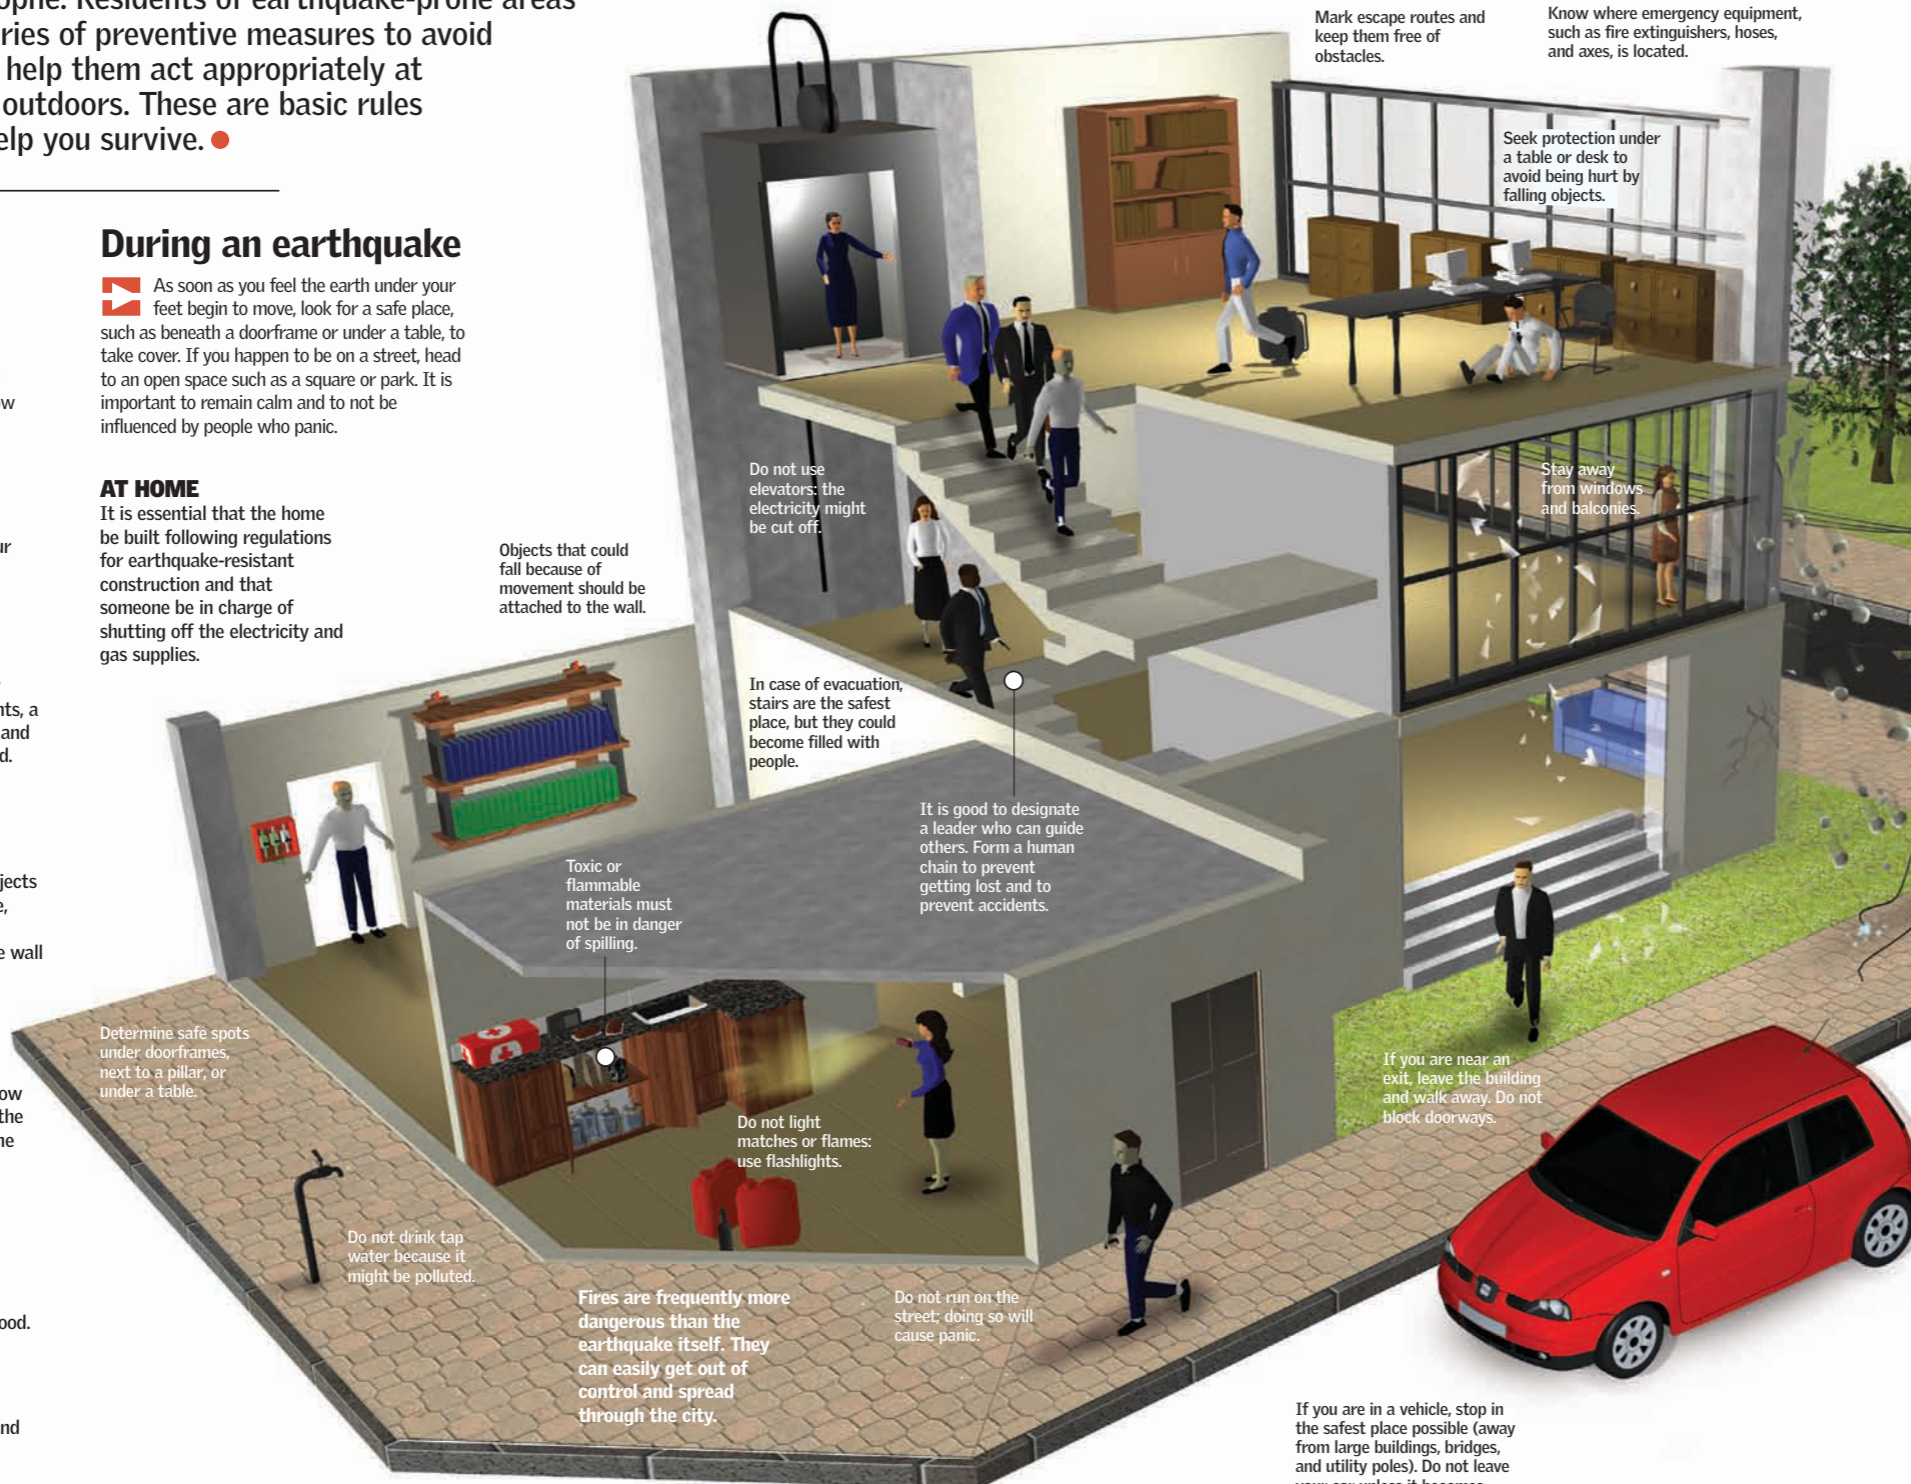 ries of preventive measures to avoid
help them act appropriately at
outdoors. These are basic rules
you survive.
During an earthquake
As soon as you feel the earth under your
feet begin to move, look for a safe place,
such as beneath a doorframe or under a table, to
take cover. If you happen to be on a street, head
to an open space such as a square or park. It is
important to remain calm and to not be
influenced by people who panic.
AT HOME
It is essential that the home
be built following regulations
for earthquake-resistant
construction and that
someone be in charge of
shutting off the electricity and
gas supplies.
Objects that could
fall because of
movement should be
attached to the wall.
Mark escape routes and
keep them free of
obstacles.
Know where emergency equipment,
such as fire extinguishers, hoses,
and axes, is located.
Seek protection under
a table or desk to
avoid being hurt by
falling objects.
Do not use
elevators: the
electricity might
be cut off.
Stay away
from windows
and balconies.
In case of evacuation,
stairs are the safest
place, but they could
become filled with
people.
It is good to designate
a leader who can guide
others. Form a human
chain to prevent
getting lost and to
prevent accidents.
Toxic or
flammable
materials must
not be in danger
of spilling.
Determine safe spots
under doorframes,
next to a pillar, or
under a table.
Do not light
matches or flames:
use flashlights.
If you are near an
exit, leave the building
and walk away. Do not
block doorways.
Do not drink tap
water because it
might be polluted.
Fires are frequently more
dangerous than the
earthquake itself. They
can easily get out of
control and spread
through the city.
Do not run on the
street; doing so will
cause panic.
If you are in a vehicle, stop in
the safest place possible (away
from large buildings, bridges,
and utility poles). Do not leave